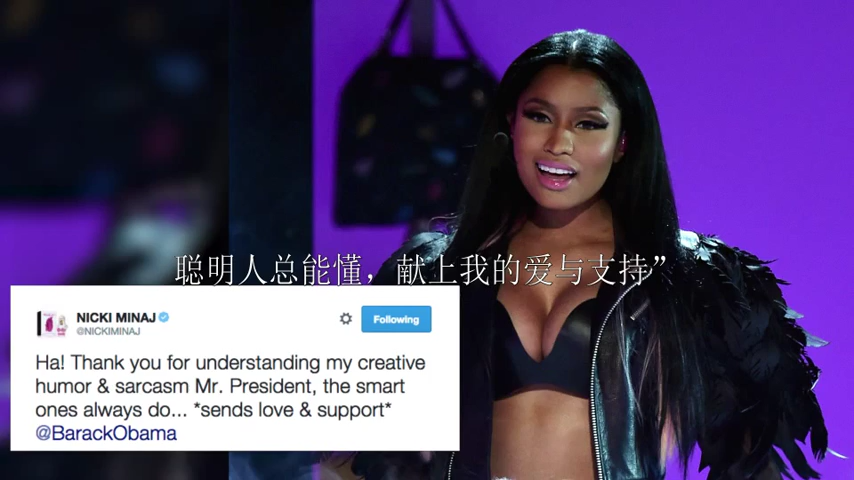 聪明人总能懂，献上我的爱与支持”
NICKI MINAJ
@NICKIMINAJ
Following
Ha! Thank you for understanding my creative
humor & sarcasm Mr. President, the smart
ones always do... *sends love & support*
@BarackObama